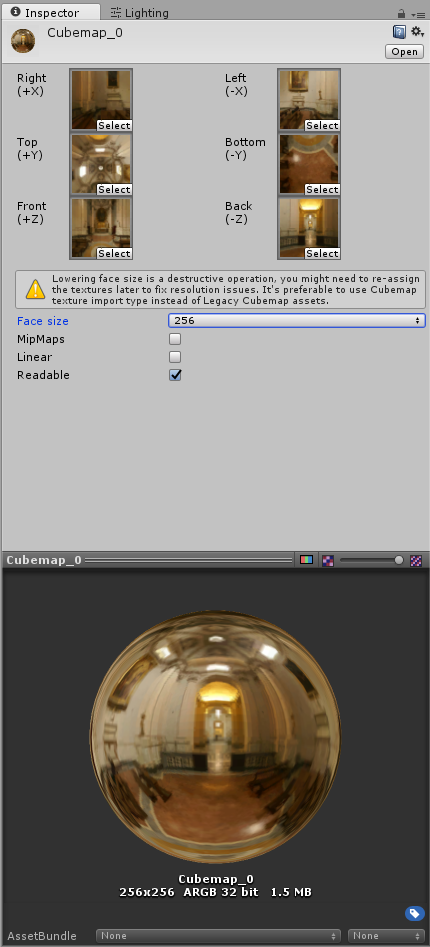 Inspector
Lighting
Cubemap_0
Open
Right
(+X)
Select
Left
(-X)
Select
Top
(+Y)
Select
Bottom
(-Y)
Select
Front
(+Z)
Select
Back
(-Z)
Select
Lowering face size is a destructive operation, you might need to re-assign
the textures later to fix resolution issues. It's preferable to use Cubemap
texture import type instead of Legacy Cubemap assets.
Face size 256
MipMaps
Linear
Readable
Cubemap_0
Cubemap_0
256x256 ARGB 32 bit 1.5 MB
AssetBundle None None